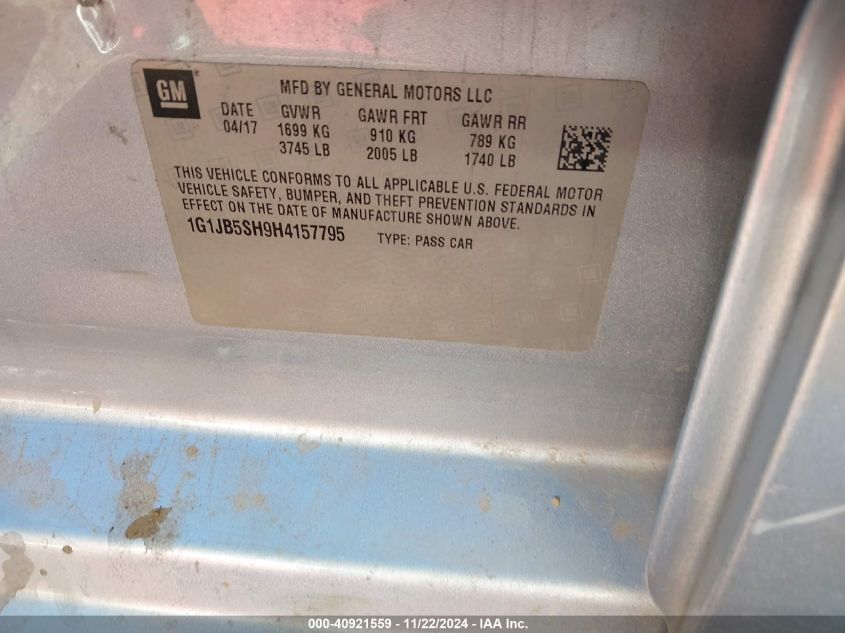 GM
MFD BY GENERAL MOTORS LLC
DATE GVWR GAWR FRT GAWR RR
04/17 1699 KG 910 KG 789 KG
3745 LB 2005 LB 1740 LB
THIS VEHICLE CONFORMS TO ALL APPLICABLE U.S. FEDERAL MOTOR
VEHICLE SAFETY, BUMPER, AND THEFT PREVENTION STANDARDS IN
EFFECT ON THE DATE OF MANUFACTURE SHOWN ABOVE.
1G1JB5SH9H4157795 TYPE: PASS CAR
000-40921559 - 11/22/2024 - IAA Inc.